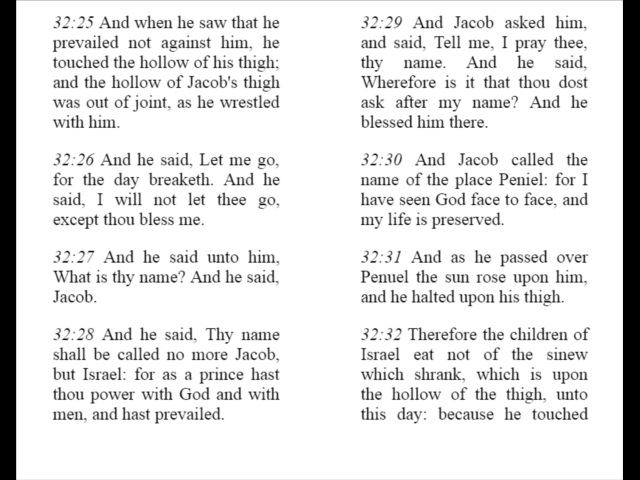 32:25 And when he saw that he
prevailed not against him, he
touched the hollow of his thigh;
and the hollow of Jacob's thigh
was out of joint, as he wrestled
with him.
32:26 And he said, Let me go,
for the day breaketh. And he
said, I will not let thee go,
except thou bless me.
32:27 And he said unto him,
What is thy name? And he said,
Jacob.
32:28 And he said, Thy name
shall be called no more Jacob,
but Israel: for as a prince hast
thou power with God and with
men, and hast prevailed.
32:29 And Jacob asked him,
and said, Tell me, I pray thee,
thy name. And he said,
Wherefore is it that thou dost
ask after my name? And he
blessed him there.
32:30 And Jacob called the
name of the place Peniel: for I
have seen God face to face, and
my life is preserved.
32:31 And as he passed over
Penuel the sun rose upon him,
and he halted upon his thigh.
32:32 Therefore the children of
Israel eat not of the sinew
which shrank, which is upon
the hollow of the thigh, unto
this day: because he touched